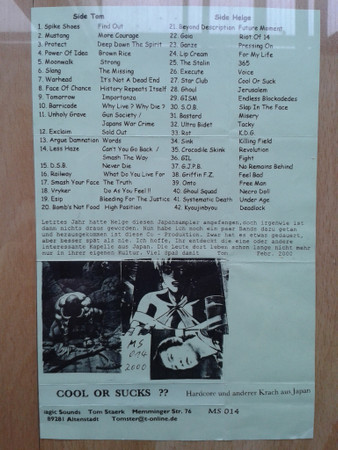 Side Tom
1. Spike Shoes Find Out
2. Mustang More Courage
3. Protect Deep Down The Spirit
4. Power Of Idea Brown Rice
5. Moonwalk Strong
6. Slang The Missing
7. Warhead It's Not A Dead End
8. Face Of Chance History Repeats Itself
9. Tomorrow Importanza
10. Barricade Why Live ? Why Die ?
11. Unholy Grave Gun Society /
Japans War Crime
12. Exclaim Sold Out
13. Argue Damnation Words
14. Less Haze Can't You Go Back /
Smash The Way
15. D.S.B. Never Die
16. Railway What Do You Live For
17. Smash Your Face The Truth
18. Vryker Do As You Feel !!
19. Esip Bleeding For The Justice
20. Bomb's Nat Food High Position
Side Helge
21. Beyond Description Future Moment
22. Gaia Riot Of 14
23. Ganze Pressing On
24. Lip Cream For My Life
25. The Stalin 365
26. Execute Voice
27. Star Club Cool Or Suck
28. Ghoul Jerusalem
29. GISM Endless Blockadedes
30. S.O.B. Slap In The Face
31. Bastard Misery
32. Ultra Bidet Tacky
33. Rat K.D.G.
34. Sink Killing Field
35. Crocodile Skink Revolution
36. GIL Fight
37. G.J.P.B. No Remains Behind
38. Griffin F.Z. Feel Bad
39. Onto Free Man
40. Ghoul Squad Necro Doll
41. Systematic Death Under Age
42. Kyoujinboyou Deadlock
Letztes Jahr hatte Helge diesen Japansampler angefangen, noch irgenwie ist
dann nichts draus geworden. Nun habe ich noch ein paar Bands dazu getan
und herausgekommen ist diese Co - Produktion. Zwar hat es etwas gedauert,
aber besser spät als nie. Ich hoffe, Ihr entdeckt die eine oder andere
interessante Kapelle aus Japan. Die Leute dort leben schon lange nicht mehr
nur in ihrer eigenen Kultur. Viel Spaß damit Tom. Febr. 2000
MS
014
2000
COOL OR SUCKS ?? Hardcore und anderer Krach aus Japan
Magic Sounds Tom Staerk Memminger Str. 76 MS 014
89281 Altenstadt Tomster@t-online.de